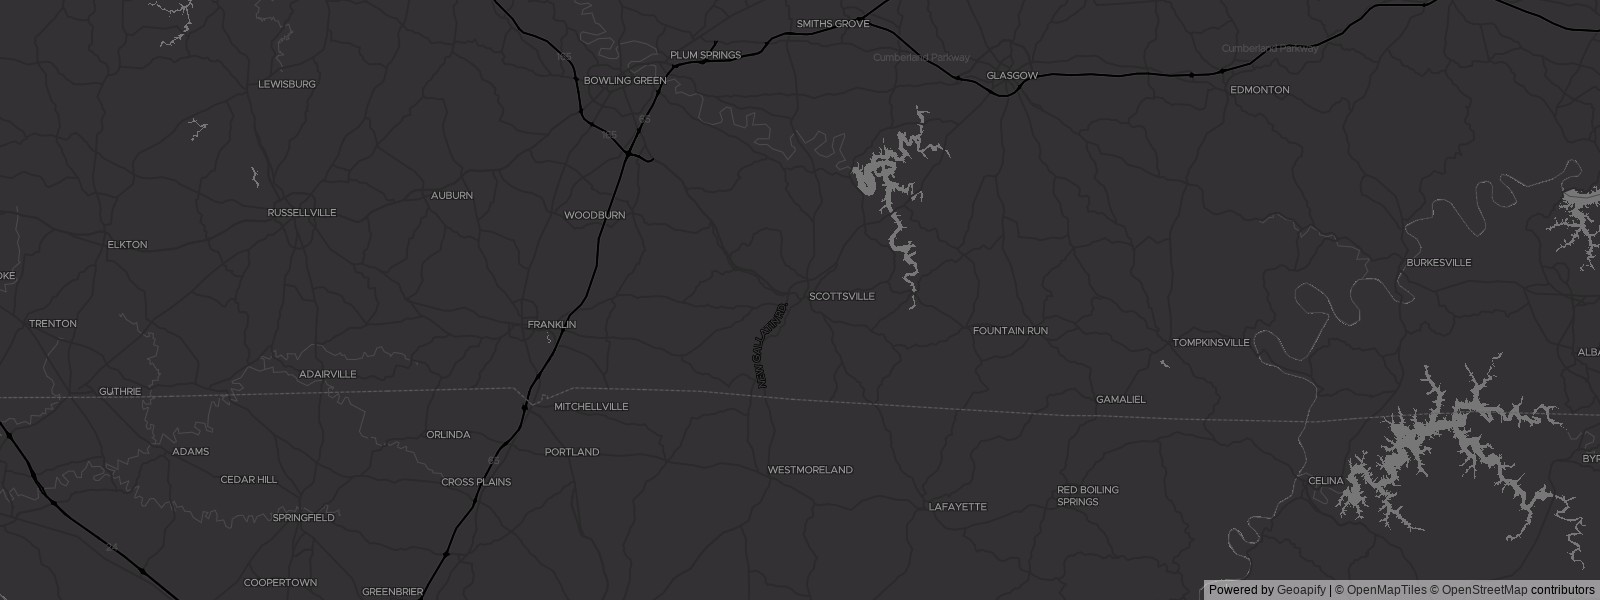 SMITHS GROVE
PLUM SPRINGS
165
Cumberland Parkway
Cumberland Parkway
LEWISBURG
BOWLING GREEN
GLASGOW
EDMONTON
65
165
AUBURN
RUSSELLVILLE
WOODBURN
ELKTON
BURKESVILLE
OKE
SCOTTSVILLE
TRENTON
FRANKLIN
NEW GALLATIN RD.
FOUNTAIN RUN
TOMPKINSVILLE
ALBA
ADAIRVILLE
GUTHRIE
MITCHELLVILLE
GAMALIEL
ORLINDA
ADAMS
PORTLAND
65
WESTMORELAND
BYR
CEDAR HILL
CROSS PLAINS
CELINA
RED BOILING
SPRINGS
LAFAYETTE
SPRINGFIELD
24
COOPERTOWN
GREENBRIER
Powered by Geoapify | © OpenMapTiles © OpenStreetMap contributors